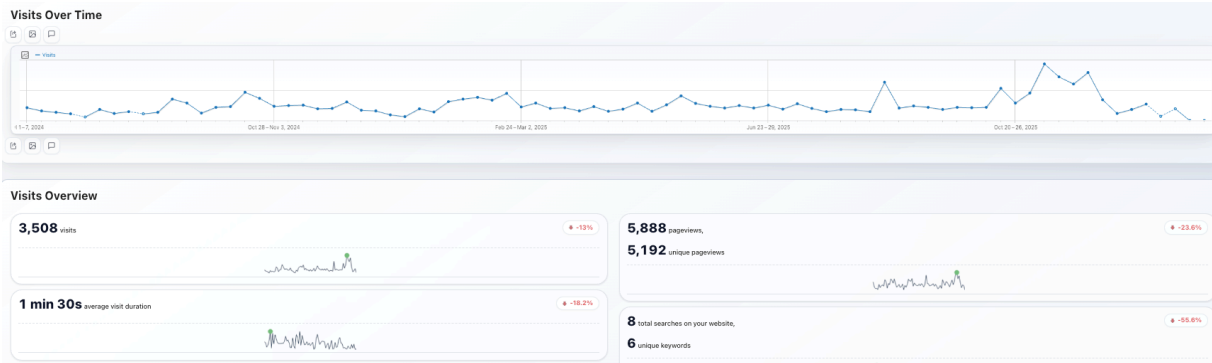 Visits Over Time
Visits
1–7, 2024
Oct 28–Nov 3, 2024
Feb 24–Mar 2, 2025
Jun 23–29, 2025
Oct 20–26, 2025
Visits Overview
3,508 visits
-13%
5,888 pageviews,
-23.6%
5,192 unique pageviews
1 min 30s average visit duration
-18.2%
8 total searches on your website,
-55.6%
6 unique keywords